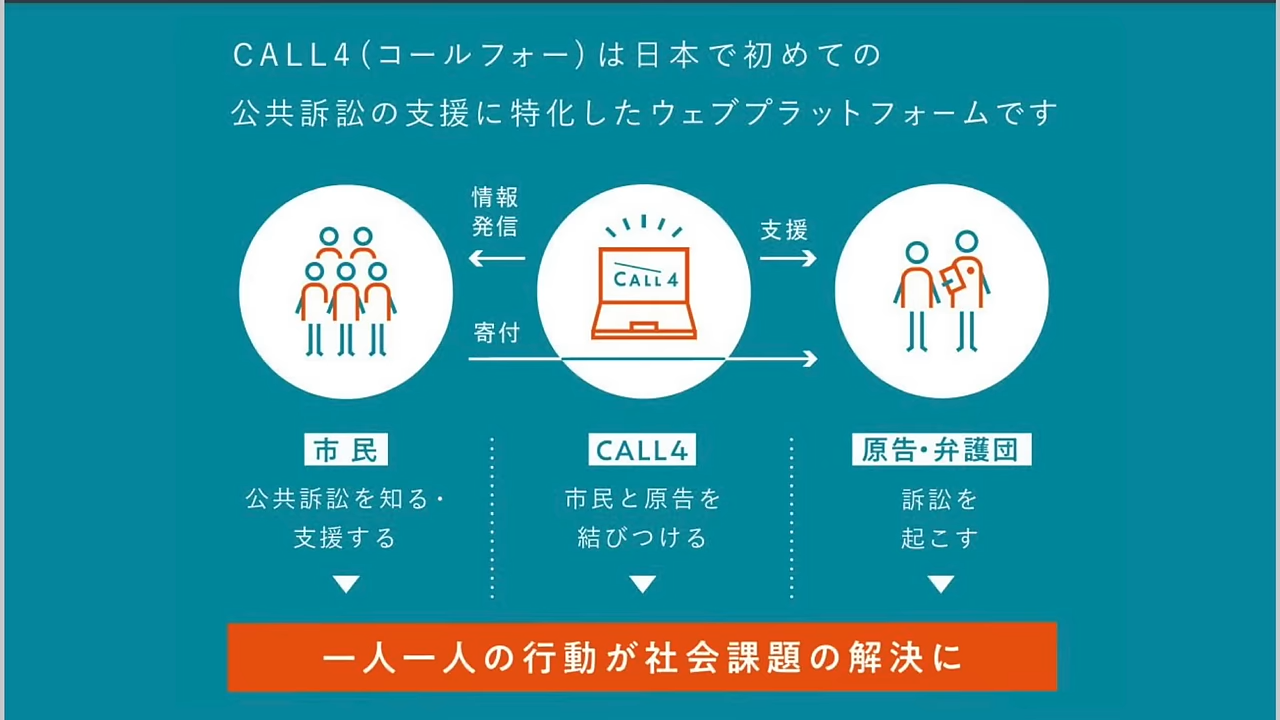 CALL4(コールフォー)は日本で初めての
公共訴訟の支援に特化したウェブプラットフォームです
情報
発信
支援
CALL4
寄付
市民
CALL4
原告・弁護団
公共訴訟を知る・
支援する
市民と原告を
結びつける
訴訟を
起こす
一人一人の行動が社会課題の解決に